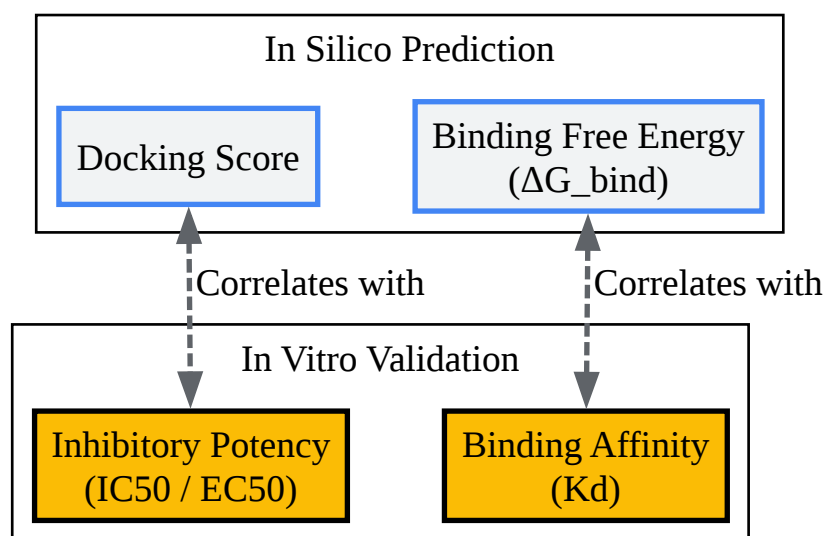 In Silico Prediction
Docking Score
Binding Free Energy
(ΔG_bind)
Correlates with
Correlates with
In Vitro Validation
Inhibitory Potency
(IC50 / EC50)
Binding Affinity
(Kd)